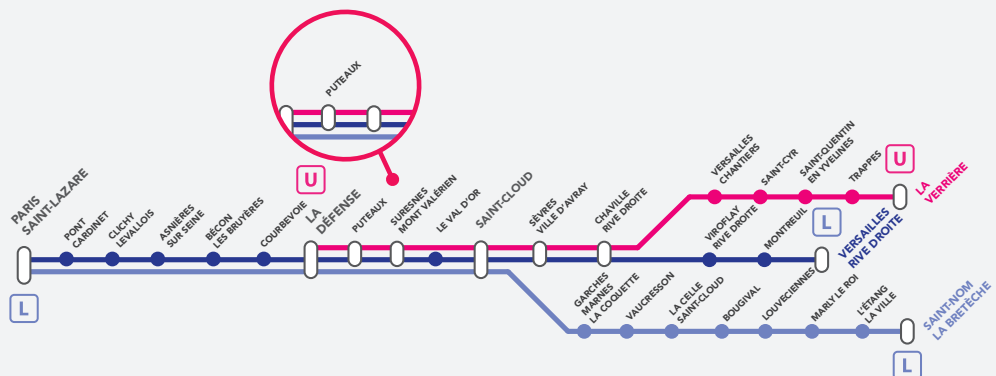 PUTEAUX
U
PARIS
SAINT-LAZARE
L
PONT
CARDINET
CLICHY
LEVALLOIS
ASNIÈRES
SUR SEINE
BÉCON
LES BRUYÈRES
COURBEVOIE
LA
DÉFENSE
PUTEAUX
SURESNES
MONT VALÉRIEN
LE VAL D'OR
SAINT-CLOUD
SÈVRES
VILLE D'AVRAY
CHAVILLE
RIVE DROITE
VERSAILLES
CHANTIERS
SAINT-CYR
SAINT-QUENTIN
EN YVELINES
TRAPPES
U
LA
VERRIÈRE
VIROFLAY
RIVE DROITE
MONTREUIL
L
VERSAILLES
RIVE DROITE
GARCHES
MARNES
LA COQUETTE
VAUCRESSON
LA CELLE
SAINT-CLOUD
BOUGIVAL
LOUVECIENNES
MARLY LE ROI
L'ÉTANG
LA VILLE
SAINT-NOM
LA BRETÈCHE
L